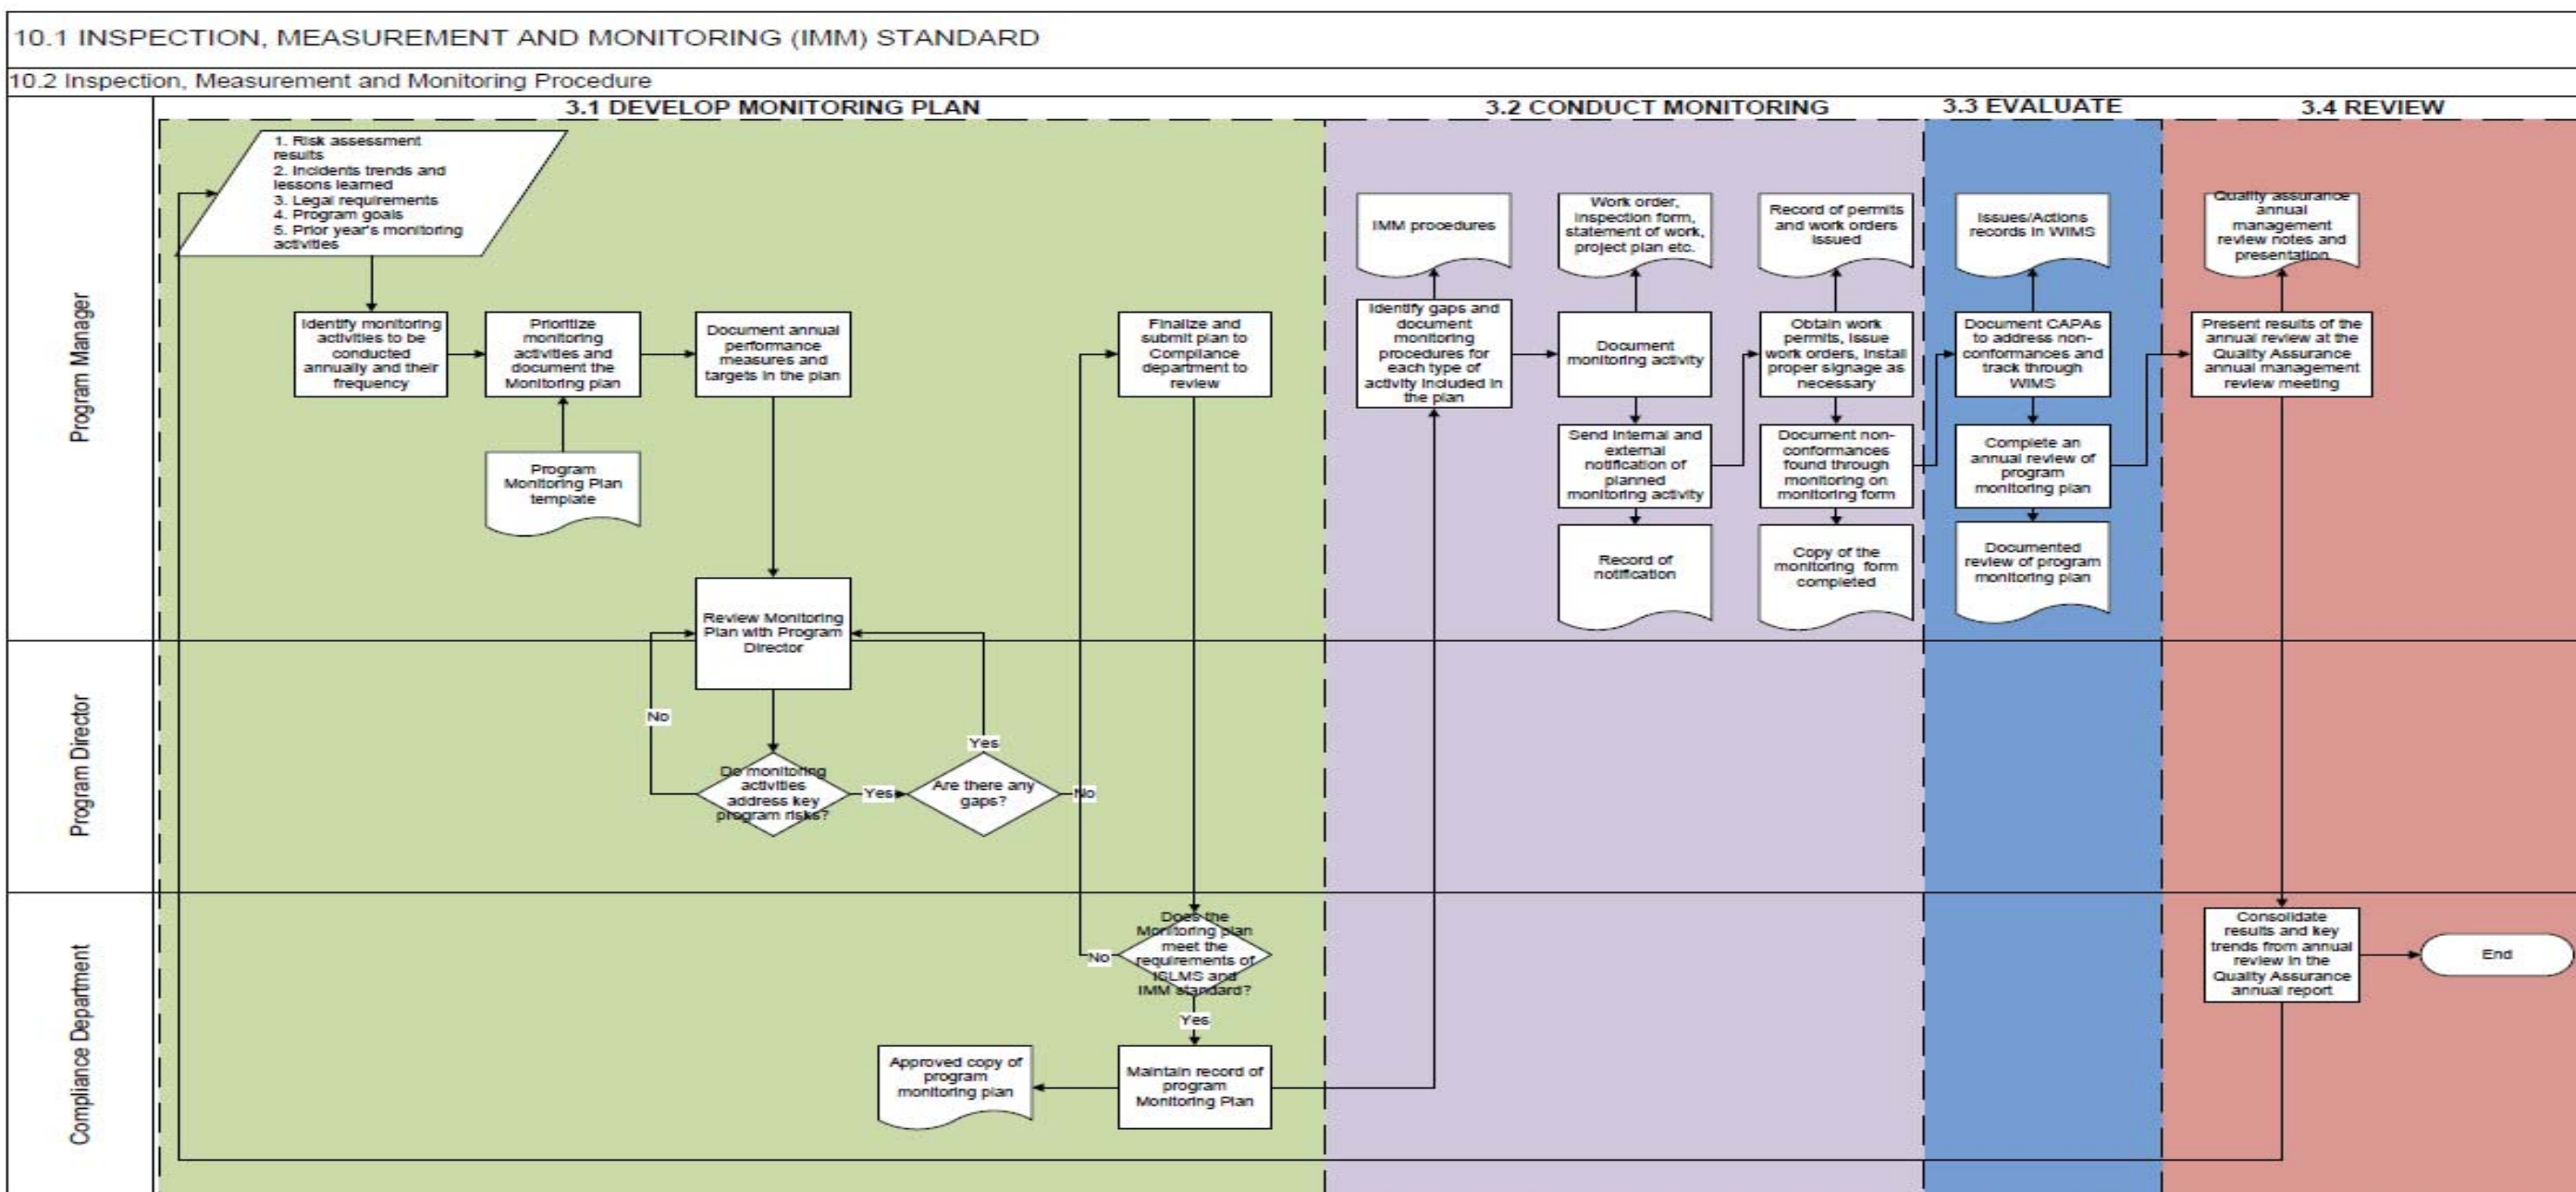 10.1 INSPECTION, MEASUREMENT AND MONITORING (IMM) STANDARD
10.2 Inspection, Measurement and Monitoring Procedure
3.1 DEVELOP MONITORING PLAN
3.2 CONDUCT MONITORING
3.3 EVALUATE
3.4 REVIEW
Program Manager
1. Risk assessment
results
2. Incidents trends and
lessons learned
3. Legal requirements
4. Program goals
5. Prior year's monitoring
activities
Identify monitoring
activities to be
conducted
annually and their
frequency
Prioritize
monitoring
activities and
document the
Monitoring plan
Document annual
performance
measures and
targets in the plan
Finalize and
submit plan to
Compliance
department to
review
Program
Monitoring Plan
template
Review Monitoring
Plan with Program
Director
IMM procedures
Work order,
inspection form,
statement of work,
project plan etc.
Record of permits
and work orders
issued
Issues/Actions
records in WIMS
Quality assurance
annual
management
review notes and
presentation
Identify gaps and
document
monitoring
procedures for
each type of
activity included in
the plan
Document
monitoring activity
Obtain work
permits, issue
work orders, install
proper signage as
necessary
Document CAPAs
to address non-
conformances and
track through
WIMS
Present results of the
annual review at the
Quality Assurance
annual management
review meeting
Send internal and
external
notification of
planned
monitoring activity
Document non-
conformances
found through
monitoring on
monitoring form
Complete an
annual review of
program
monitoring plan
Record of
notification
Copy of the
monitoring form
completed
Documented
review of program
monitoring plan
Program Director
No
Do monitoring
activities
address key
program risks?
Yes
Yes
Are there any
gaps?
No
Compliance Department
Does the
Monitoring plan
meet the
requirements of
IGLMS and
IMM standard?
No
Yes
Approved copy of
program
monitoring plan
Maintain record of
program
Monitoring Plan
Consolidate
results and key
trends from annual
review in the
Quality Assurance
annual report
End